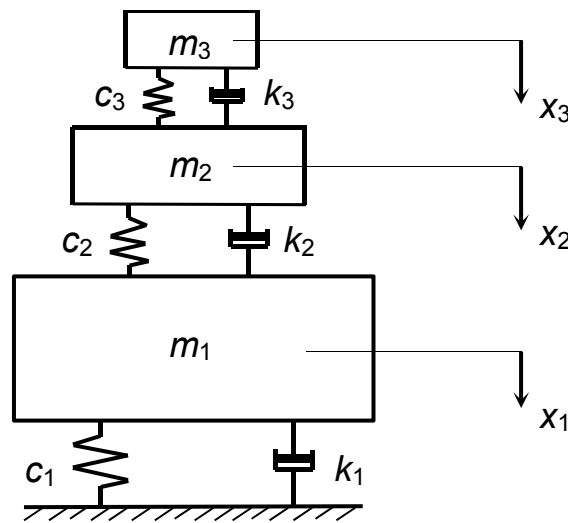 m₃
c₃
k₃
x₃
m₂
c₂
k₂
x₂
m₁
x₁
c₁
k₁